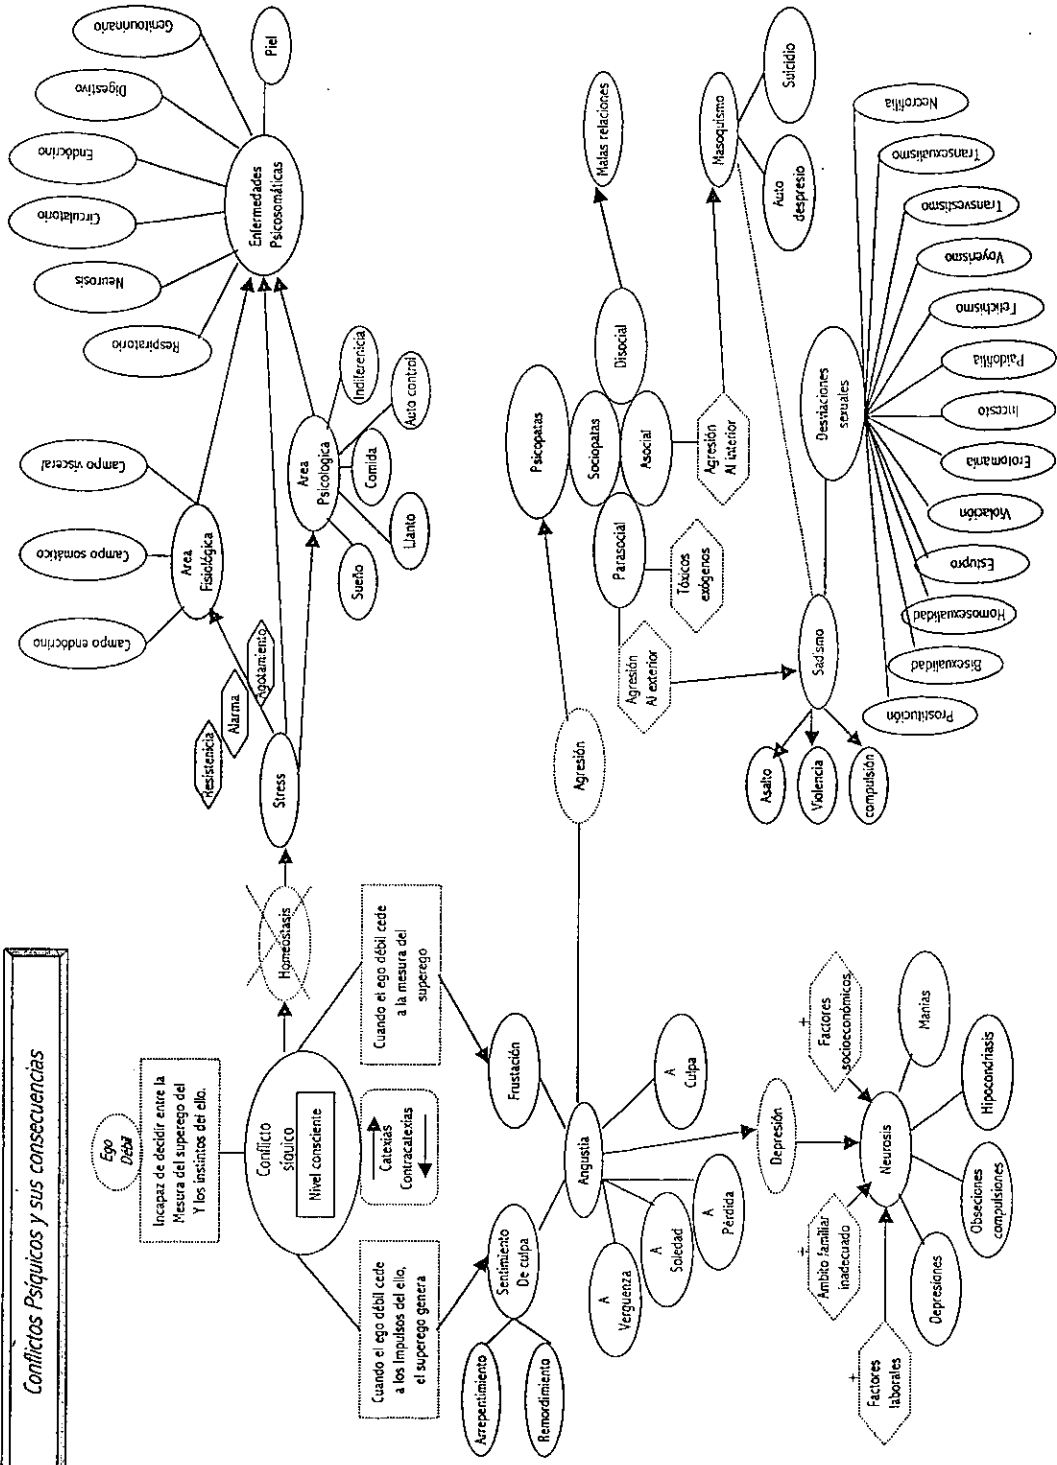 Conflictos Psíquicos y sus consecuencias
Ego
Débil
Incapaz de decidir entre la
Mesura del superego del
Y los instintos del ello.
Conflicto
síquico
Nivel consciente
Catexias
Contracatexias
Homeostasis
Stress
Resistenicia
Alarma
Agotamiento
Area
Fisiológica
Campo endócrino
Campo somático
Campo visceral
Area
Psicologica
Sueño
Llanto
Comida
Auto control
Indiferenicia
Enfermedades
Psicosomáticas
Respiratorio
Neurosis
Circulatorio
Endócrino
Digestivo
Genitourinario
Piel
Cuando el ego débil cede
a los Impulsos del ello,
el superego genera
Cuando el ego débil cede
a la mesura del
superego
Sentimiento
De culpa
Arrepentimiento
Remordimiento
Frustación
Angustia
A
Verguenza
A
Soledad
A
Pérdida
A
Culpa
Agresión
Psicopatas
Sociopatas
Parasocial
Asocial
Disocial
Malas relaciones
Tóxicos
exógenos
Agresión
Al exterior
Agresión
Al interior
Masoquismo
Auto
despresio
Suicidio
Sadismo
Asalto
Violencia
compulsión
Desviaciones
sexuales
Prostitución
Bisexualidad
Homosexualidad
Estupro
Violación
Erotomanía
Incesto
Paidofilia
Fetichismo
Voyerismo
Transvestismo
Transexualismo
Necrofilia
Depresión
Neurosis
+
Factores
laborales
+
Ambito familiar
inadecuado
+
Factores
socioeconómicos
Depresiones
Obseciones
compulsiones
Hipocondriasis
Manias